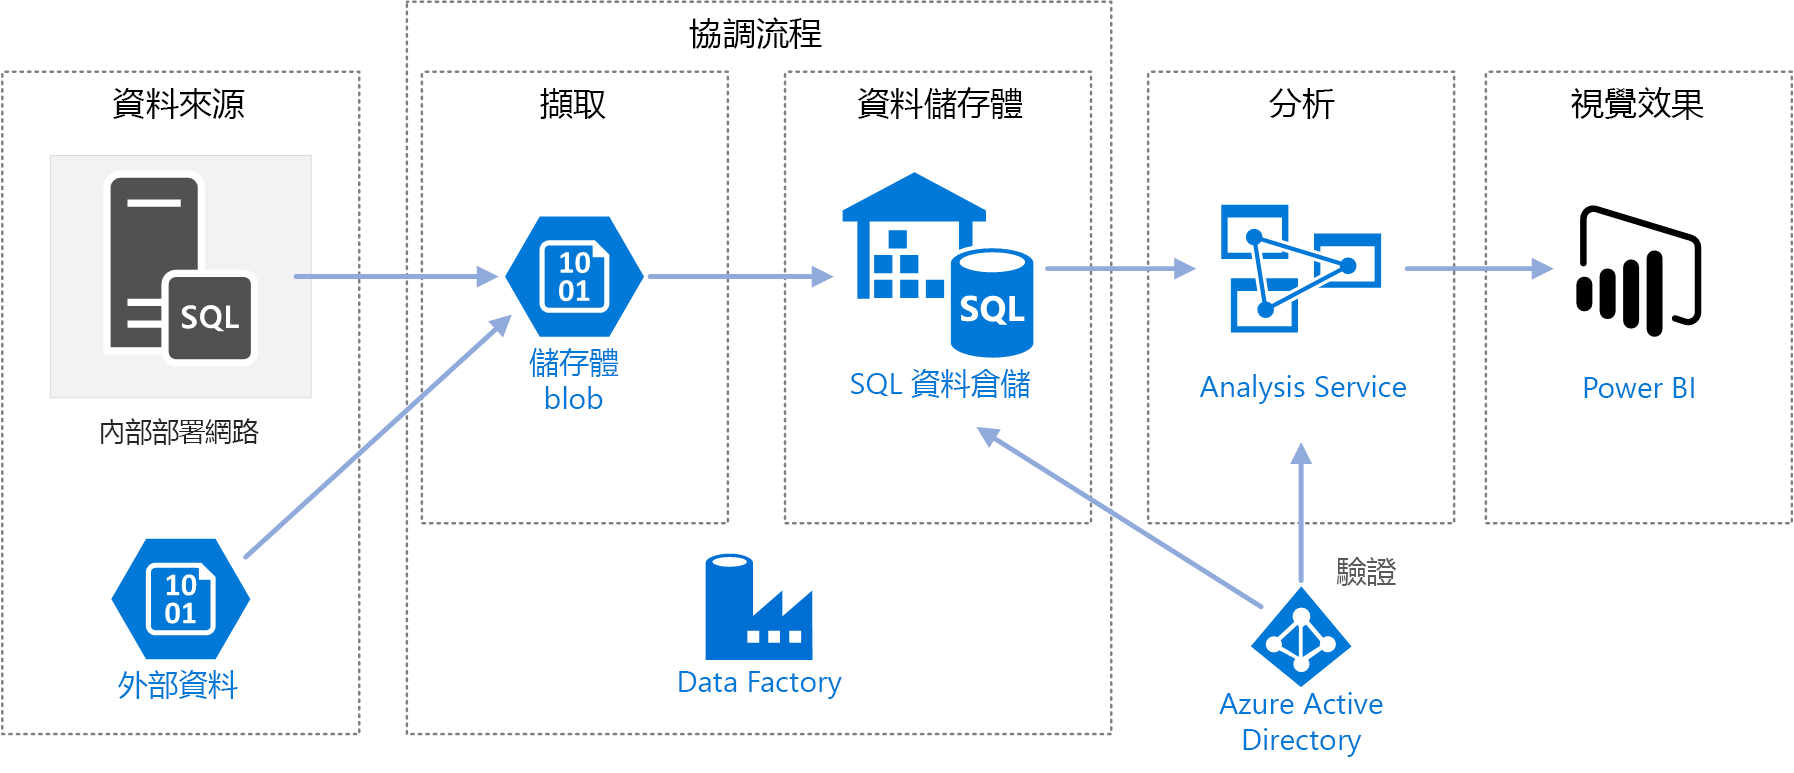 協調流程
資料來源
擷取
資料儲存體
分析
視覺效果
SQL
內部部署網路
10
01
儲存體
blob
SQL
SQL 資料倉儲
Analysis Service
Power BI
10
01
外部資料
Data Factory
驗證
Azure Active
Directory